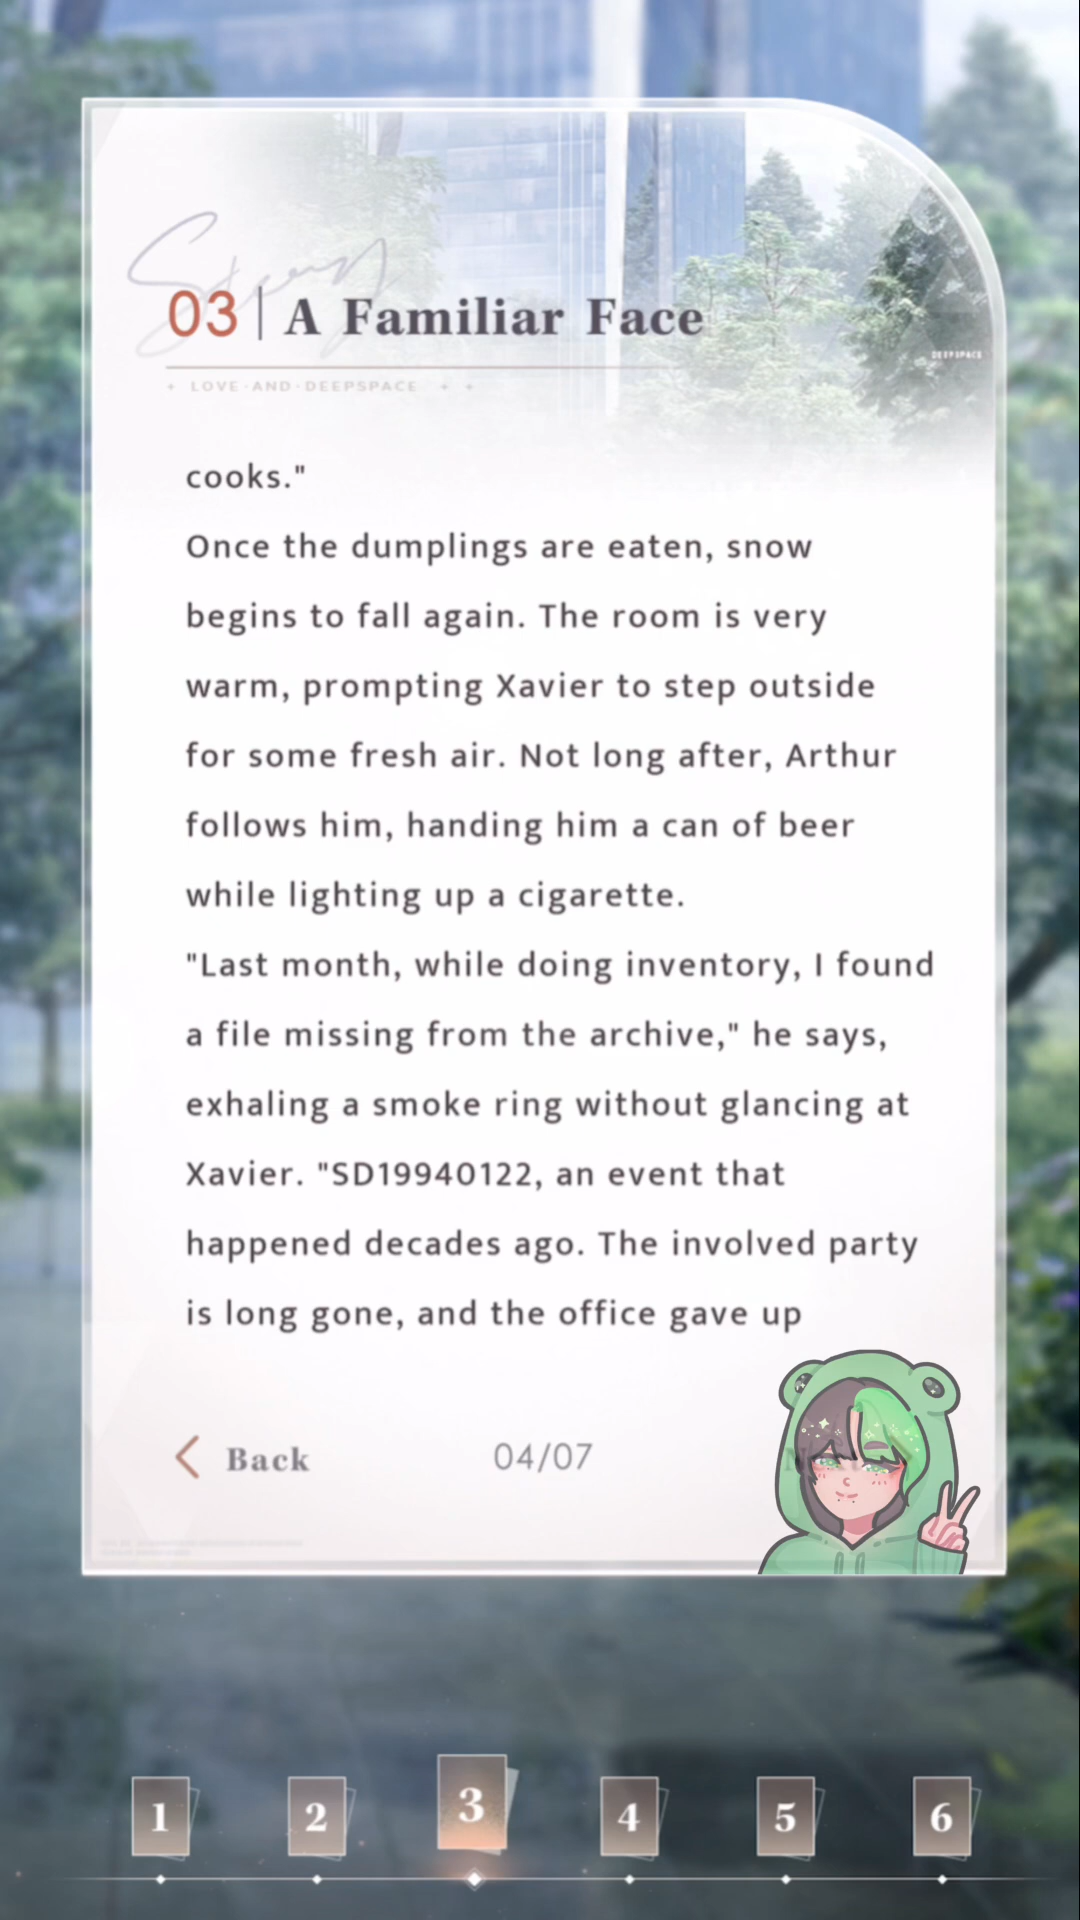 Story
03 | A Familiar Face
LOVE·AND·DEEPSPACE
DEEPSPACE
cooks."
Once the dumplings are eaten, snow
begins to fall again. The room is very
warm, prompting Xavier to step outside
for some fresh air. Not long after, Arthur
follows him, handing him a can of beer
while lighting up a cigarette.
"Last month, while doing inventory, I found
a file missing from the archive," he says,
exhaling a smoke ring without glancing at
Xavier. "SD19940122, an event that
happened decades ago. The involved party
is long gone, and the office gave up
Back
04/07
1
2
3
4
5
6